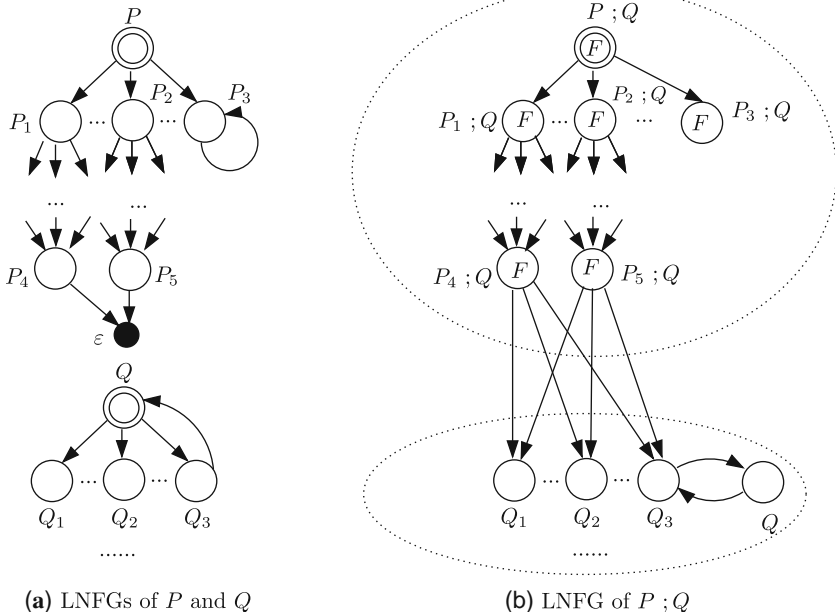 P
P ; Q
F
P₁
...
P₂
...
P₃
P₁ ; Q
F
...
F
P₂ ; Q
...
F
P₃ ; Q
...
...
...
...
P₄
P₅
P₄ ; Q
F
F
P₅ ; Q
ε
Q
...
...
...
...
Q₁
Q₂
Q₃
Q₁
Q₂
Q₃
Q
......
......
(a) LNFGs of P and Q
(b) LNFG of P ; Q